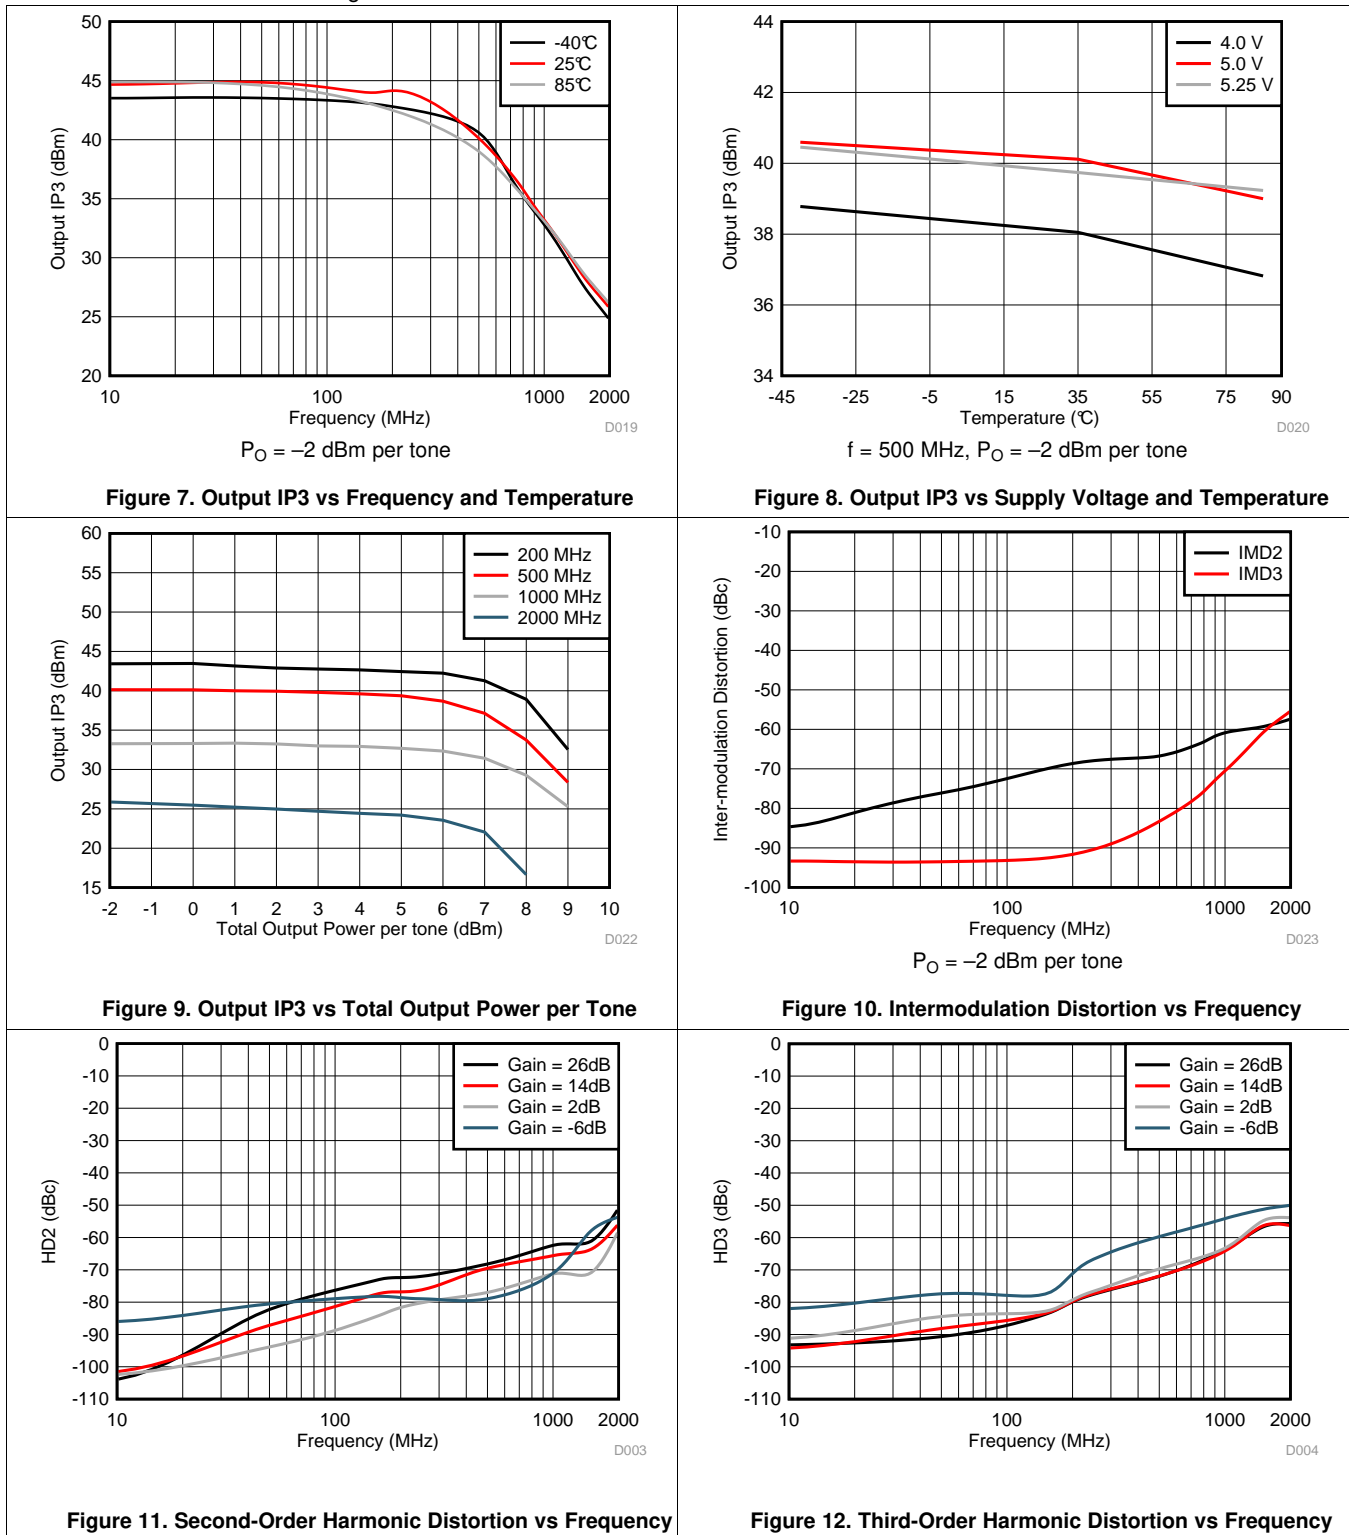 50
45
40
35
30
25
20
Output IP3 (dBm)
-40℃
25℃
85℃
10
100
1000
2000
Frequency (MHz)
D019
P_O = –2 dBm per tone
Figure 7. Output IP3 vs Frequency and Temperature
44
42
40
38
36
34
Output IP3 (dBm)
4.0 V
5.0 V
5.25 V
-45
-25
-5
15
35
55
75
90
Temperature (℃)
D020
f = 500 MHz, P_O = –2 dBm per tone
Figure 8. Output IP3 vs Supply Voltage and Temperature
60
55
50
45
40
35
30
25
20
15
Output IP3 (dBm)
200 MHz
500 MHz
1000 MHz
2000 MHz
-2
-1
0
1
2
3
4
5
6
7
8
9
10
Total Output Power per tone (dBm)
D022
Figure 9. Output IP3 vs Total Output Power per Tone
-10
-20
-30
-40
-50
-60
-70
-80
-90
-100
Inter-modulation Distortion (dBc)
IMD2
IMD3
10
100
1000
2000
Frequency (MHz)
D023
P_O = –2 dBm per tone
Figure 10. Intermodulation Distortion vs Frequency
0
-10
-20
-30
-40
-50
-60
-70
-80
-90
-100
-110
HD2 (dBc)
Gain = 26dB
Gain = 14dB
Gain = 2dB
Gain = -6dB
10
100
1000
2000
Frequency (MHz)
D003
Figure 11. Second-Order Harmonic Distortion vs Frequency
0
-10
-20
-30
-40
-50
-60
-70
-80
-90
-100
-110
HD3 (dBc)
Gain = 26dB
Gain = 14dB
Gain = 2dB
Gain = -6dB
10
100
1000
2000
Frequency (MHz)
D004
Figure 12. Third-Order Harmonic Distortion vs Frequency